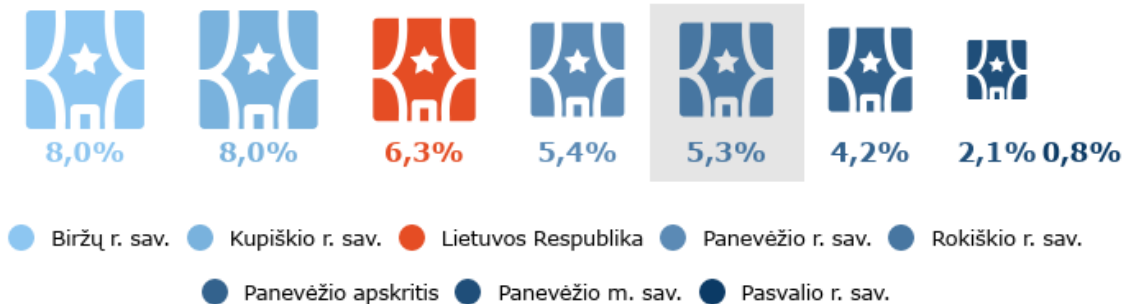 8,0% 8,0% 6,3% 5,4% 5,3% 4,2% 2,1% 0,8%
Biržų r. sav. Kupiškio r. sav. Lietuvos Respublika Panevėžio r. sav. Rokiškio r. sav.
Panevėžio apskritis Panevėžio m. sav. Pasvalio r. sav.